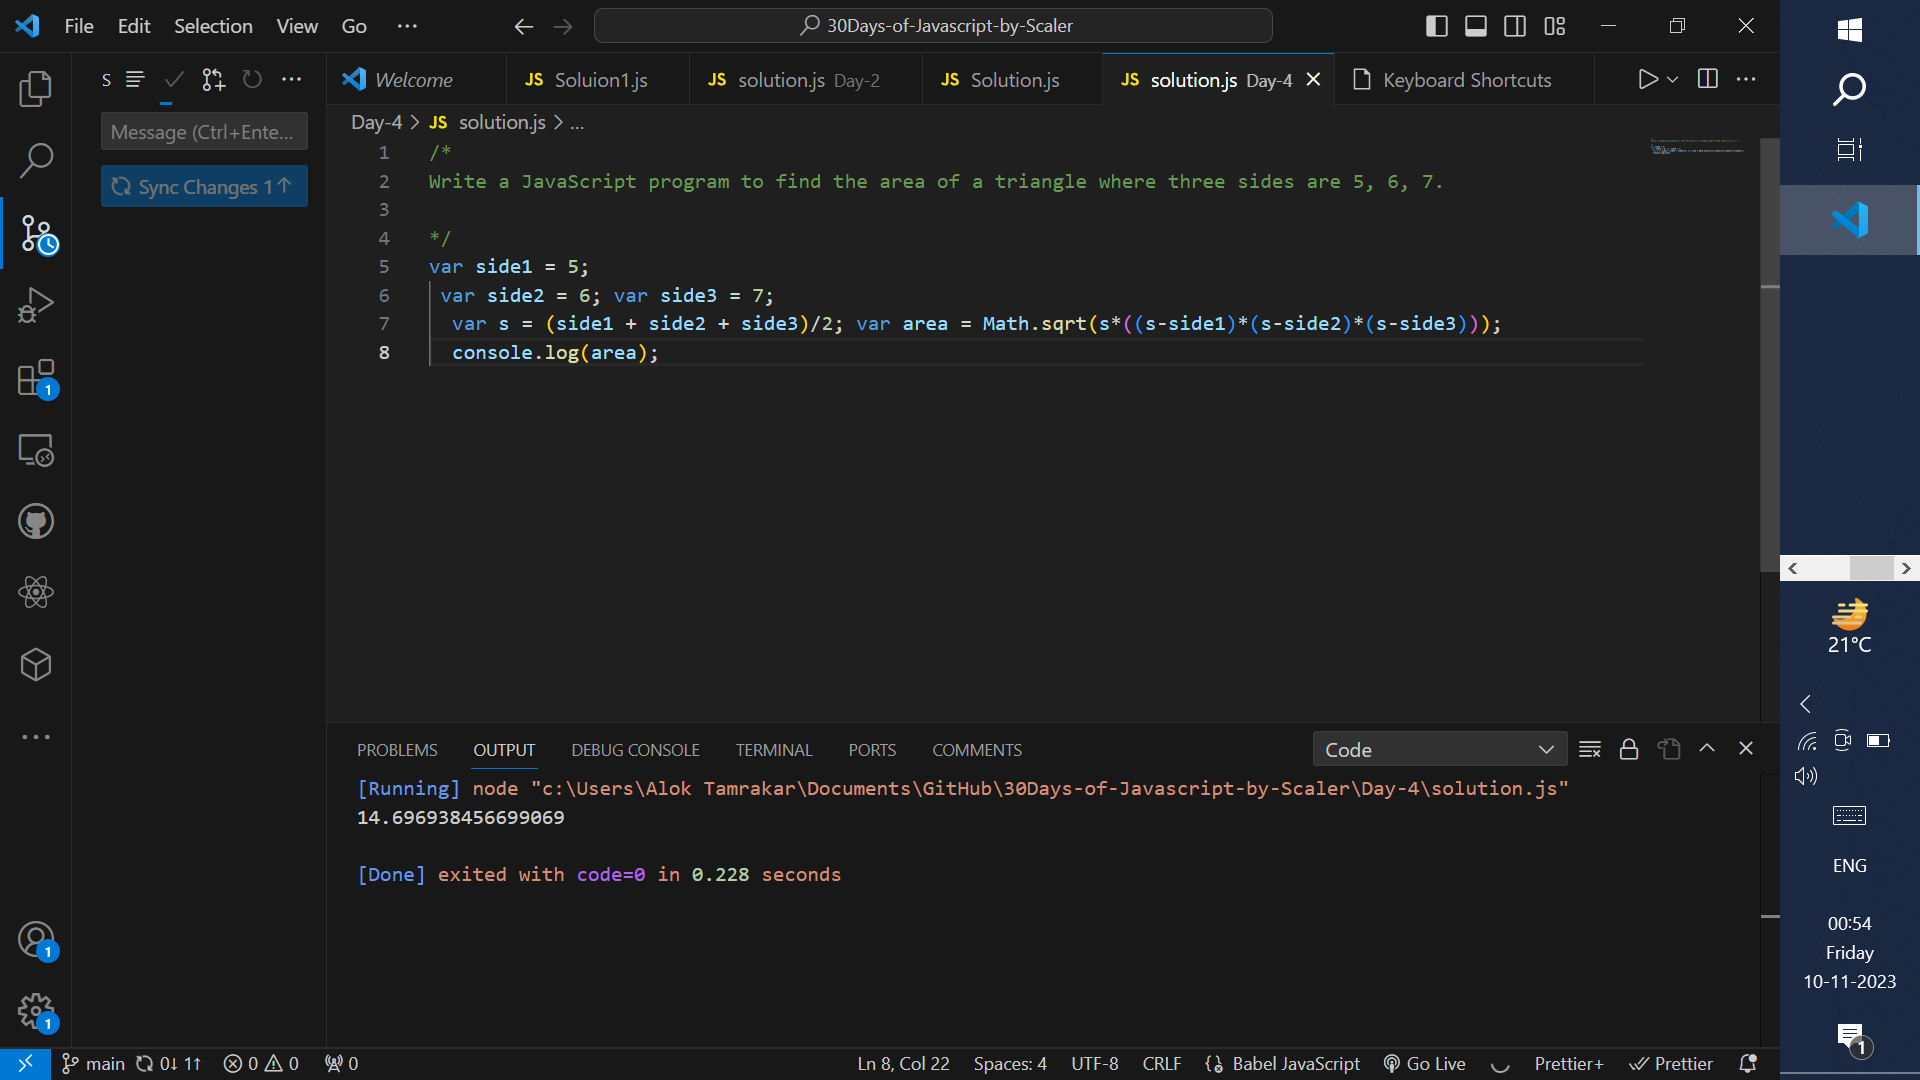 File Edit Selection View Go ··· 30Days-of-Javascript-by-Scaler
S
Welcome JS Soluion1.js JS solution.js Day-2 JS Solution.js JS solution.js Day-4 Keyboard Shortcuts
Message (Ctrl+Ente...
Sync Changes 1↑
Day-4 > JS solution.js > ...
1 /*
2 Write a JavaScript program to find the area of a triangle where three sides are 5, 6, 7.
3
4 */
5 var side1 = 5;
6 var side2 = 6; var side3 = 7;
7 var s = (side1 + side2 + side3)/2; var area = Math.sqrt(s*((s-side1)*(s-side2)*(s-side3)));
8 console.log(area);
1
1
1
PROBLEMS OUTPUT DEBUG CONSOLE TERMINAL PORTS COMMENTS Code
[Running] node "c:\Users\Alok Tamrakar\Documents\GitHub\30Days-of-Javascript-by-Scaler\Day-4\solution.js"
14.696938456699069
[Done] exited with code=0 in 0.228 seconds
main 0↓ 1↑ 0 0 0 Ln 8, Col 22 Spaces: 4 UTF-8 CRLF Babel JavaScript Go Live Prettier+ Prettier
21°C
ENG
00:54
Friday
10-11-2023
1